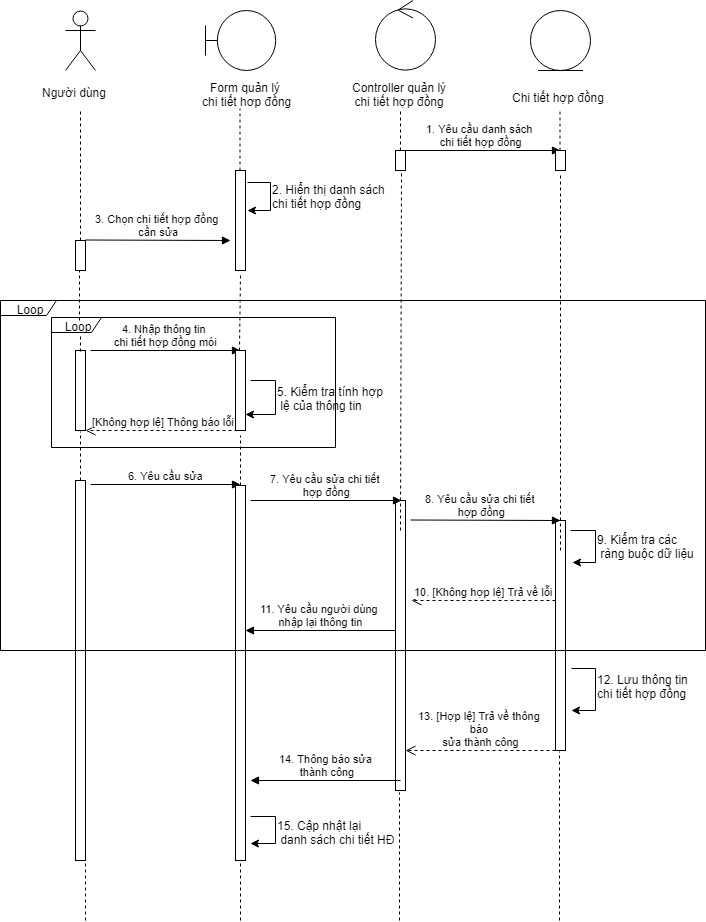 Người dùng
Form quản lý
chi tiết hợp đồng
Controller quản lý
chi tiết hợp đồng
Chi tiết hợp đồng
1. Yêu cầu danh sách
chi tiết hợp đồng
2. Hiển thị danh sách
chi tiết hợp đồng
3. Chọn chi tiết hợp đồng
cần sửa
Loop
Loop
4. Nhập thông tin
chi tiết hợp đồng mói
5. Kiểm tra tính hợp
lệ của thông tin
[Không hợp lệ] Thông báo lỗi
6. Yêu cầu sửa
7. Yêu cầu sửa chi tiết
hợp đồng
8. Yêu cầu sửa chi tiết
hợp đồng
9. Kiểm tra các
ràng buộc dữ liệu
10. [Không hợp lệ] Trả về lỗi
11. Yêu cầu người dùng
nhập lại thông tin
12. Lưu thông tin
chi tiết hợp đồng
13. [Hợp lệ] Trả về thông
báo
sửa thành công
14. Thông báo sửa
thành công
15. Cập nhật lại
danh sách chi tiết HĐ